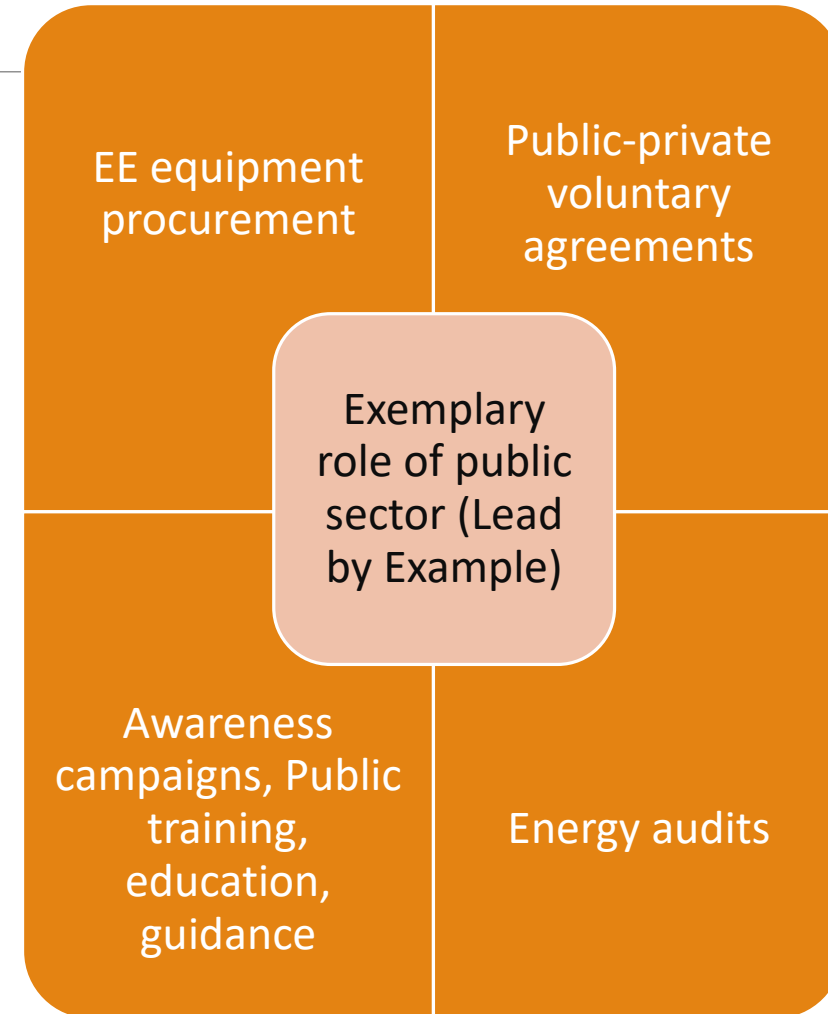 EE equipment
procurement
Public-private
voluntary
agreements
Exemplary
role of public
sector (Lead
by Example)
Awareness
campaigns, Public
training,
education,
guidance
Energy audits